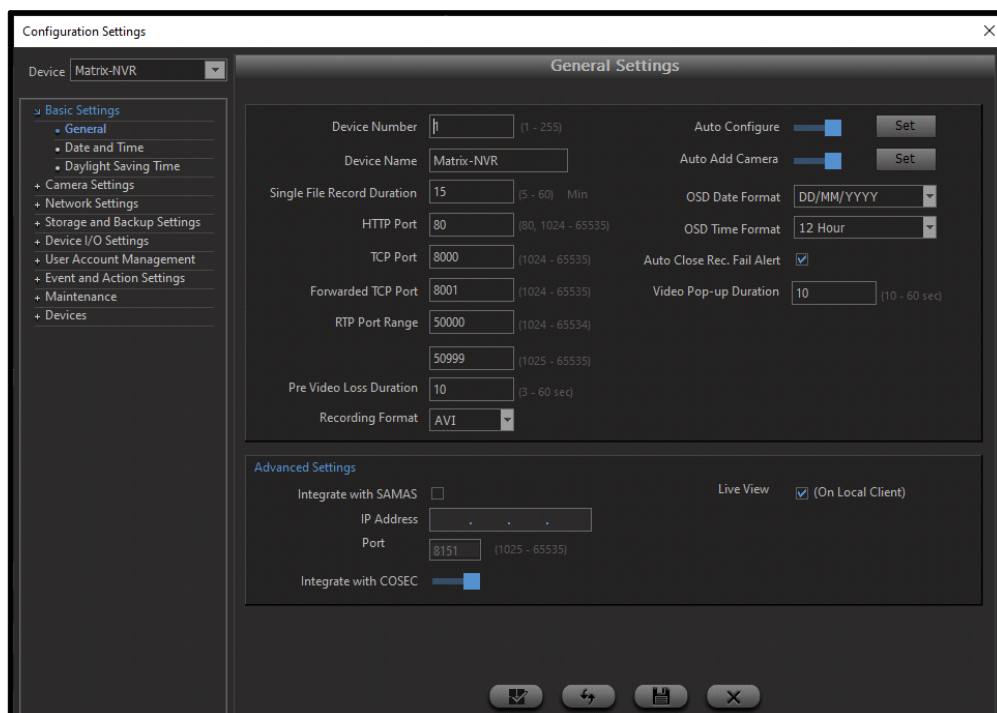 Configuration Settings
Device Matrix-NVR
General Settings
Basic Settings
General
Date and Time
Daylight Saving Time
+ Camera Settings
+ Network Settings
+ Storage and Backup Settings
+ Device I/O Settings
+ User Account Management
+ Event and Action Settings
+ Maintenance
+ Devices
Device Number 1 (1 - 255)
Device Name Matrix-NVR
Single File Record Duration 15 (5 - 60) Min
HTTP Port 80 (80, 1024 - 65535)
TCP Port 8000 (1024 - 65535)
Forwarded TCP Port 8001 (1024 - 65535)
RTP Port Range 50000 (1024 - 65534)
50999 (1025 - 65535)
Pre Video Loss Duration 10 (3 - 60 sec)
Recording Format AVI
Auto Configure Set
Auto Add Camera Set
OSD Date Format DD/MM/YYYY
OSD Time Format 12 Hour
Auto Close Rec. Fail Alert
Video Pop-up Duration 10 (10 - 60 sec)
Advanced Settings
Integrate with SAMAS
IP Address . . .
Port 8151 (1025 - 65535)
Integrate with COSEC
Live View (On Local Client)